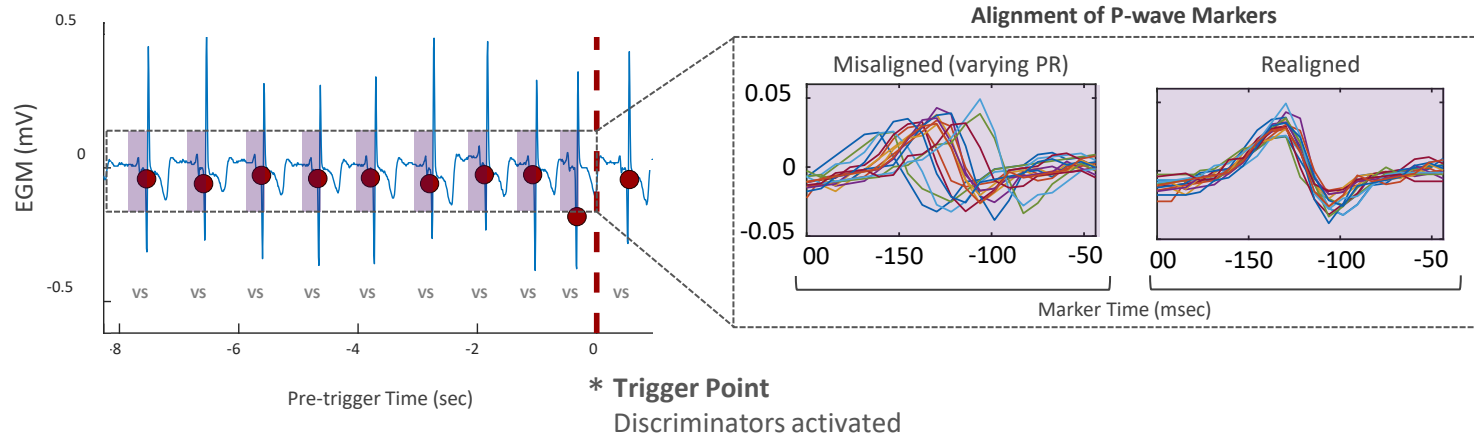 Alignment of P-wave Markers
0.5
0
-0.5
EGM (mV)
VS VS VS VS VS VS VS VS VS VS
-8 -6 -4 -2 0
Pre-trigger Time (sec)
* Trigger Point
Discriminators activated
Misaligned (varying PR)
0.05
0
-0.05
00 -150 -100 -50
Realigned
00 -150 -100 -50
Marker Time (msec)